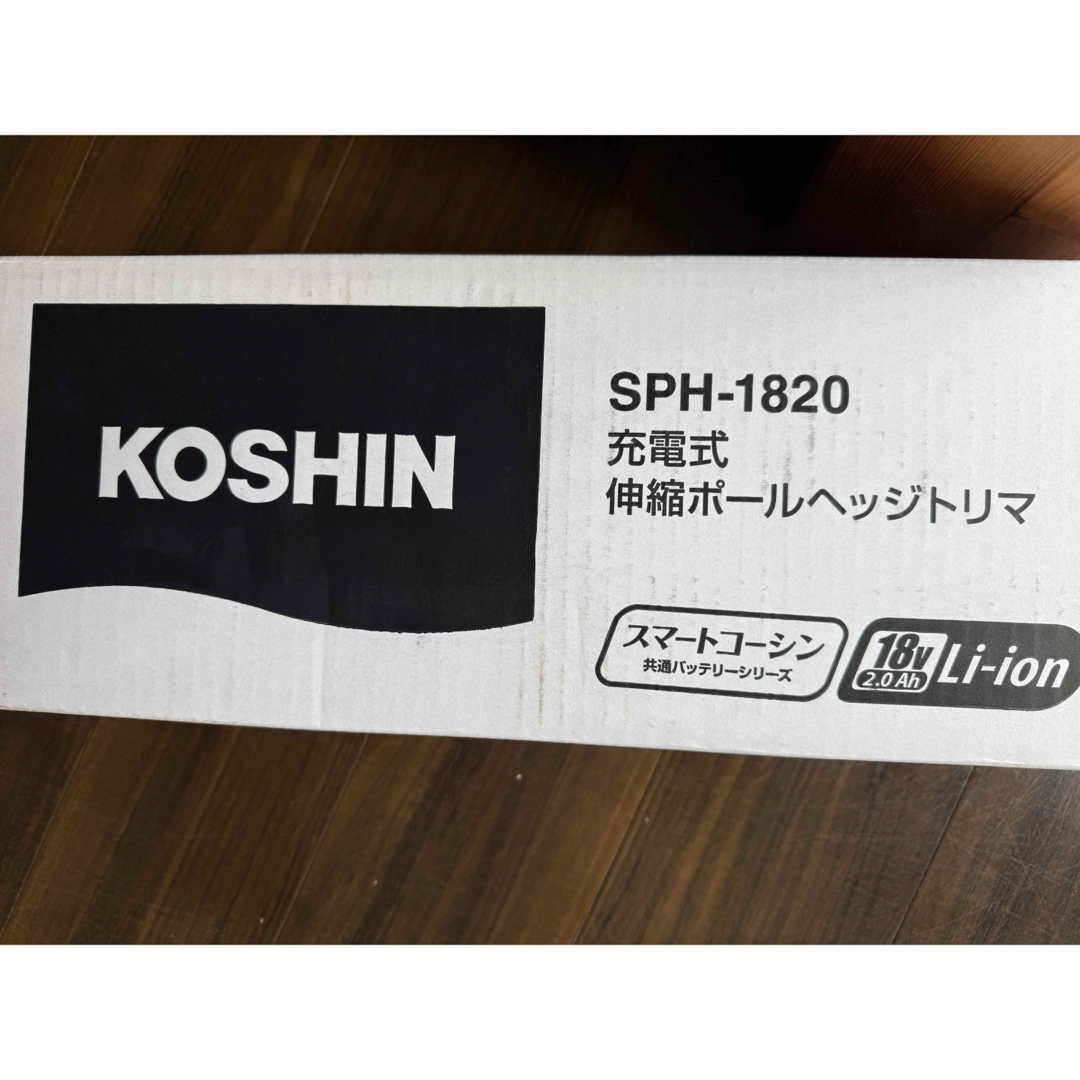 KOSHIN
SPH-1820
充電式
伸縮ポールヘッジトリマ
スマートコーシン
共通バッテリーシリーズ
18v
2.0 Ah
Li-ion